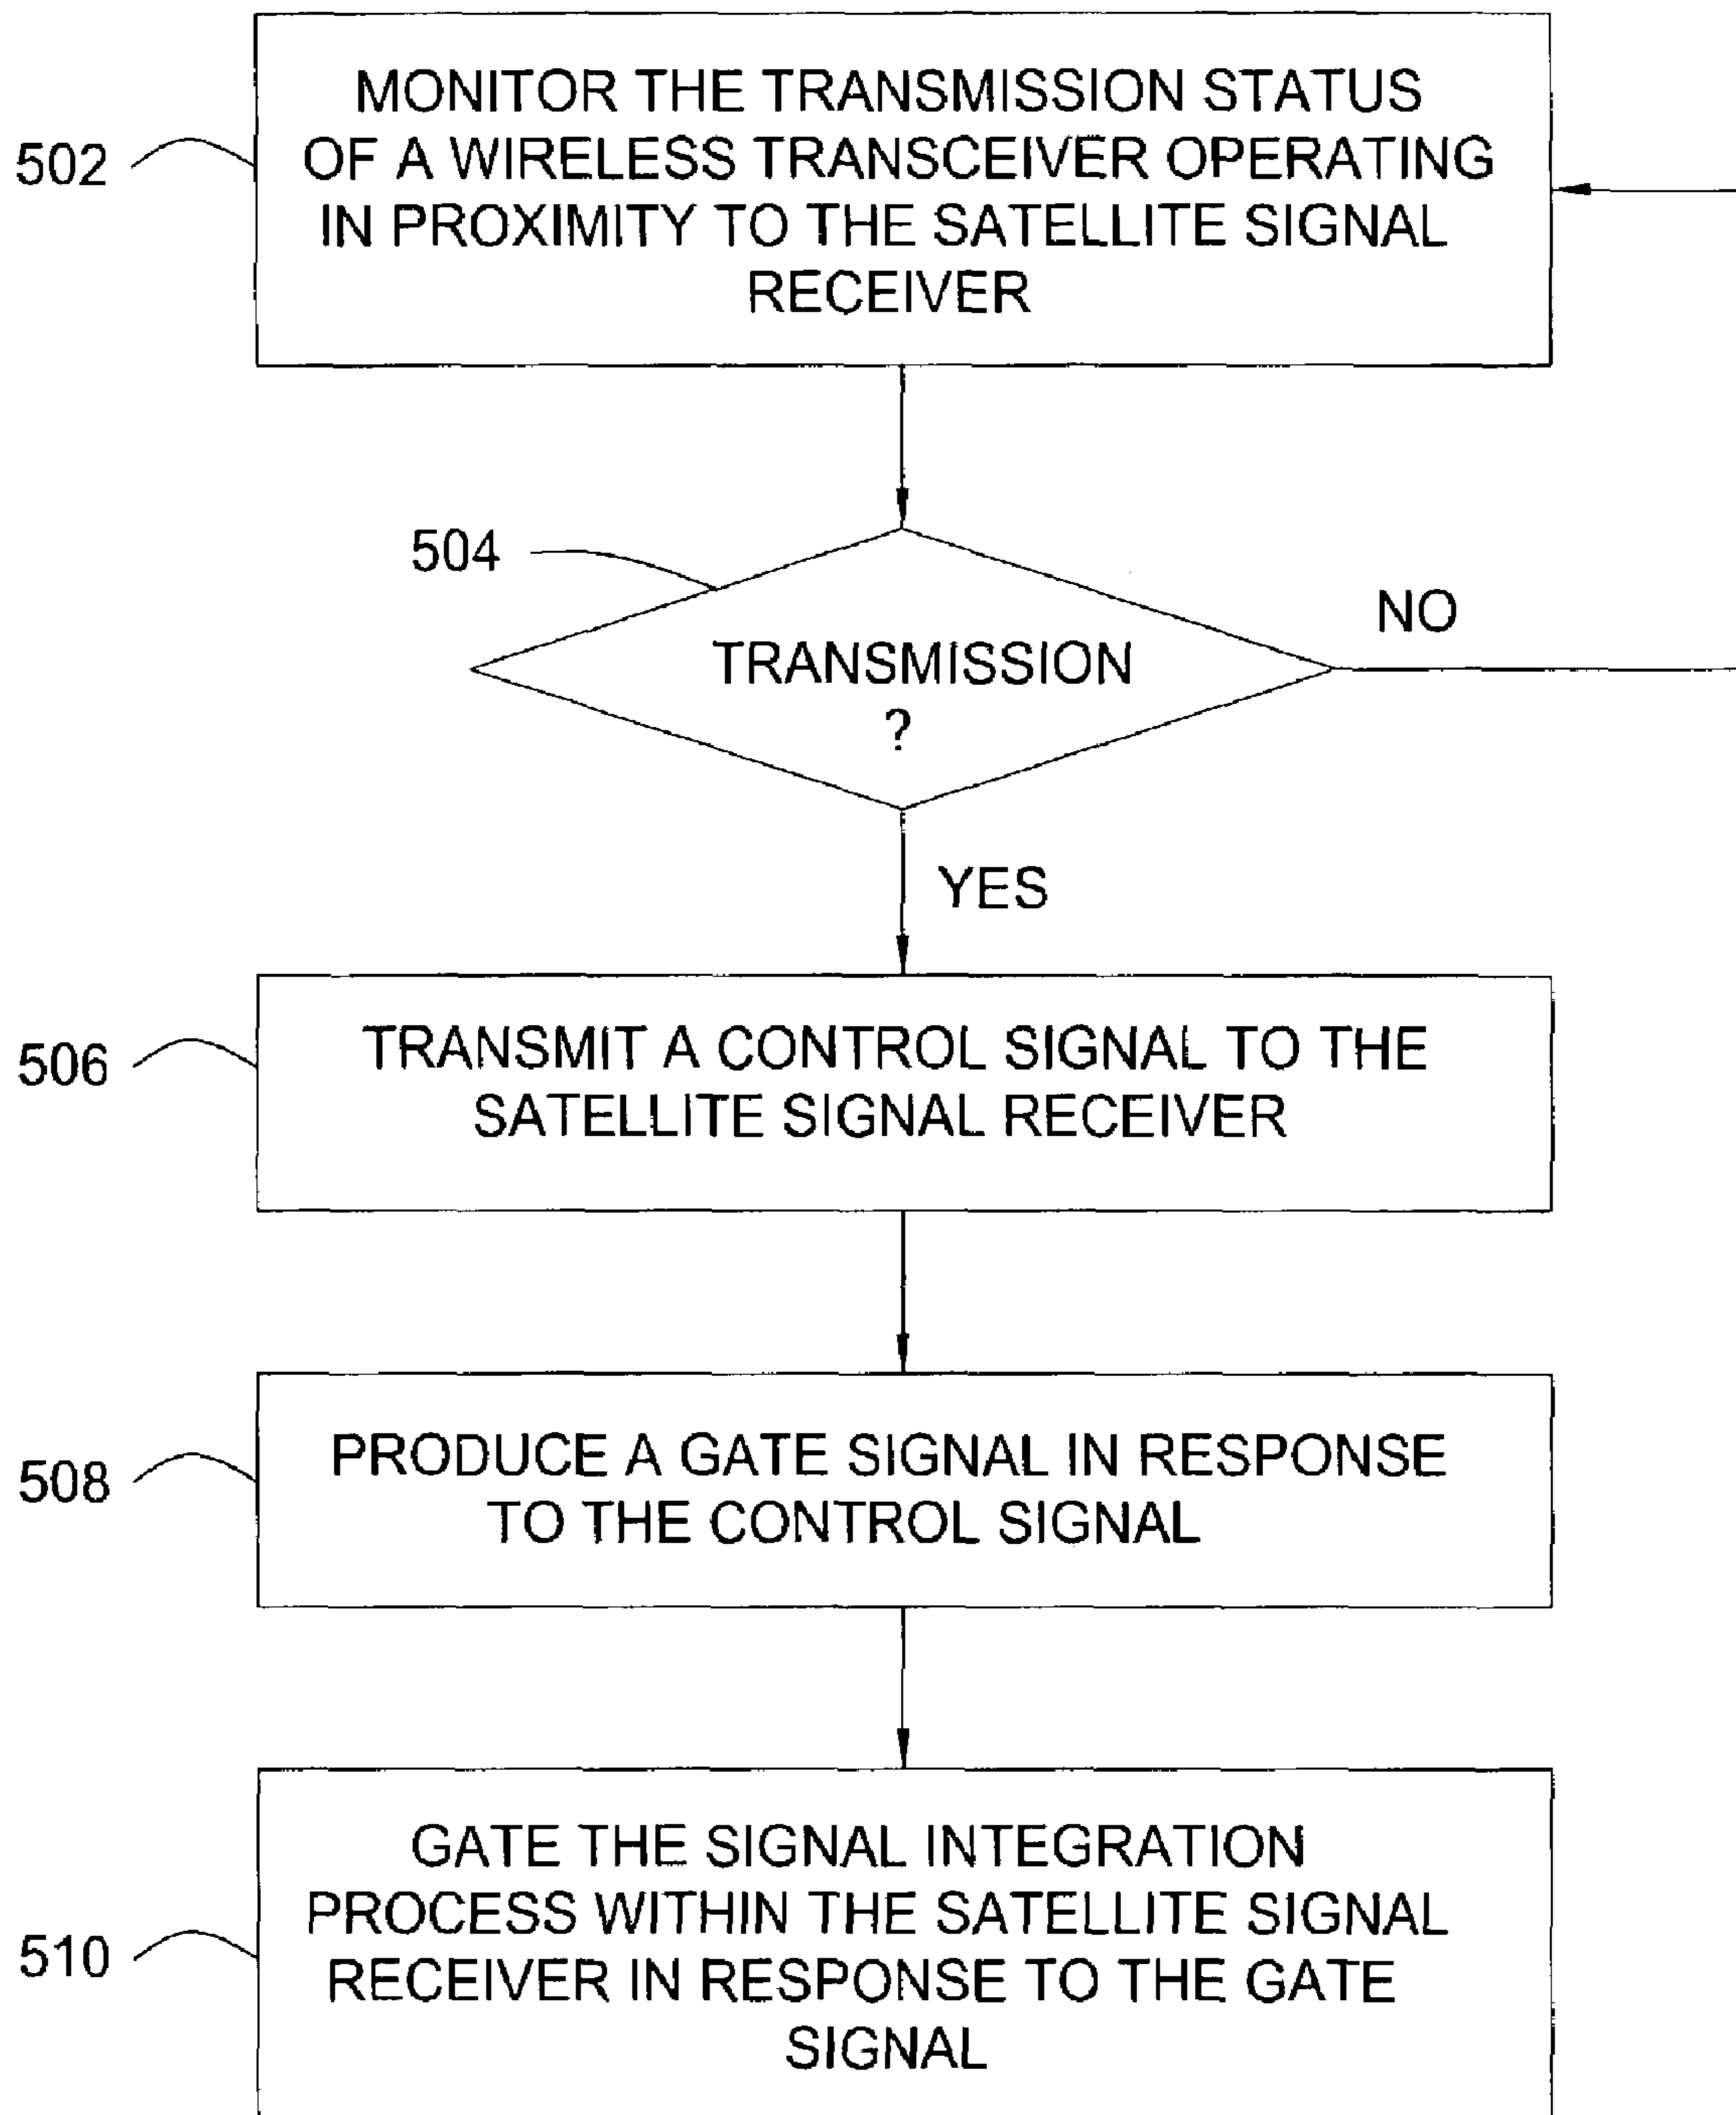 502
MONITOR THE TRANSMISSION STATUS
OF A WIRELESS TRANSCEIVER OPERATING
IN PROXIMITY TO THE SATELLITE SIGNAL
RECEIVER
504
TRANSMISSION
?
NO
YES
506
TRANSMIT A CONTROL SIGNAL TO THE
SATELLITE SIGNAL RECEIVER
508
PRODUCE A GATE SIGNAL IN RESPONSE
TO THE CONTROL SIGNAL
510
GATE THE SIGNAL INTEGRATION
PROCESS WITHIN THE SATELLITE SIGNAL
RECEIVER IN RESPONSE TO THE GATE
SIGNAL